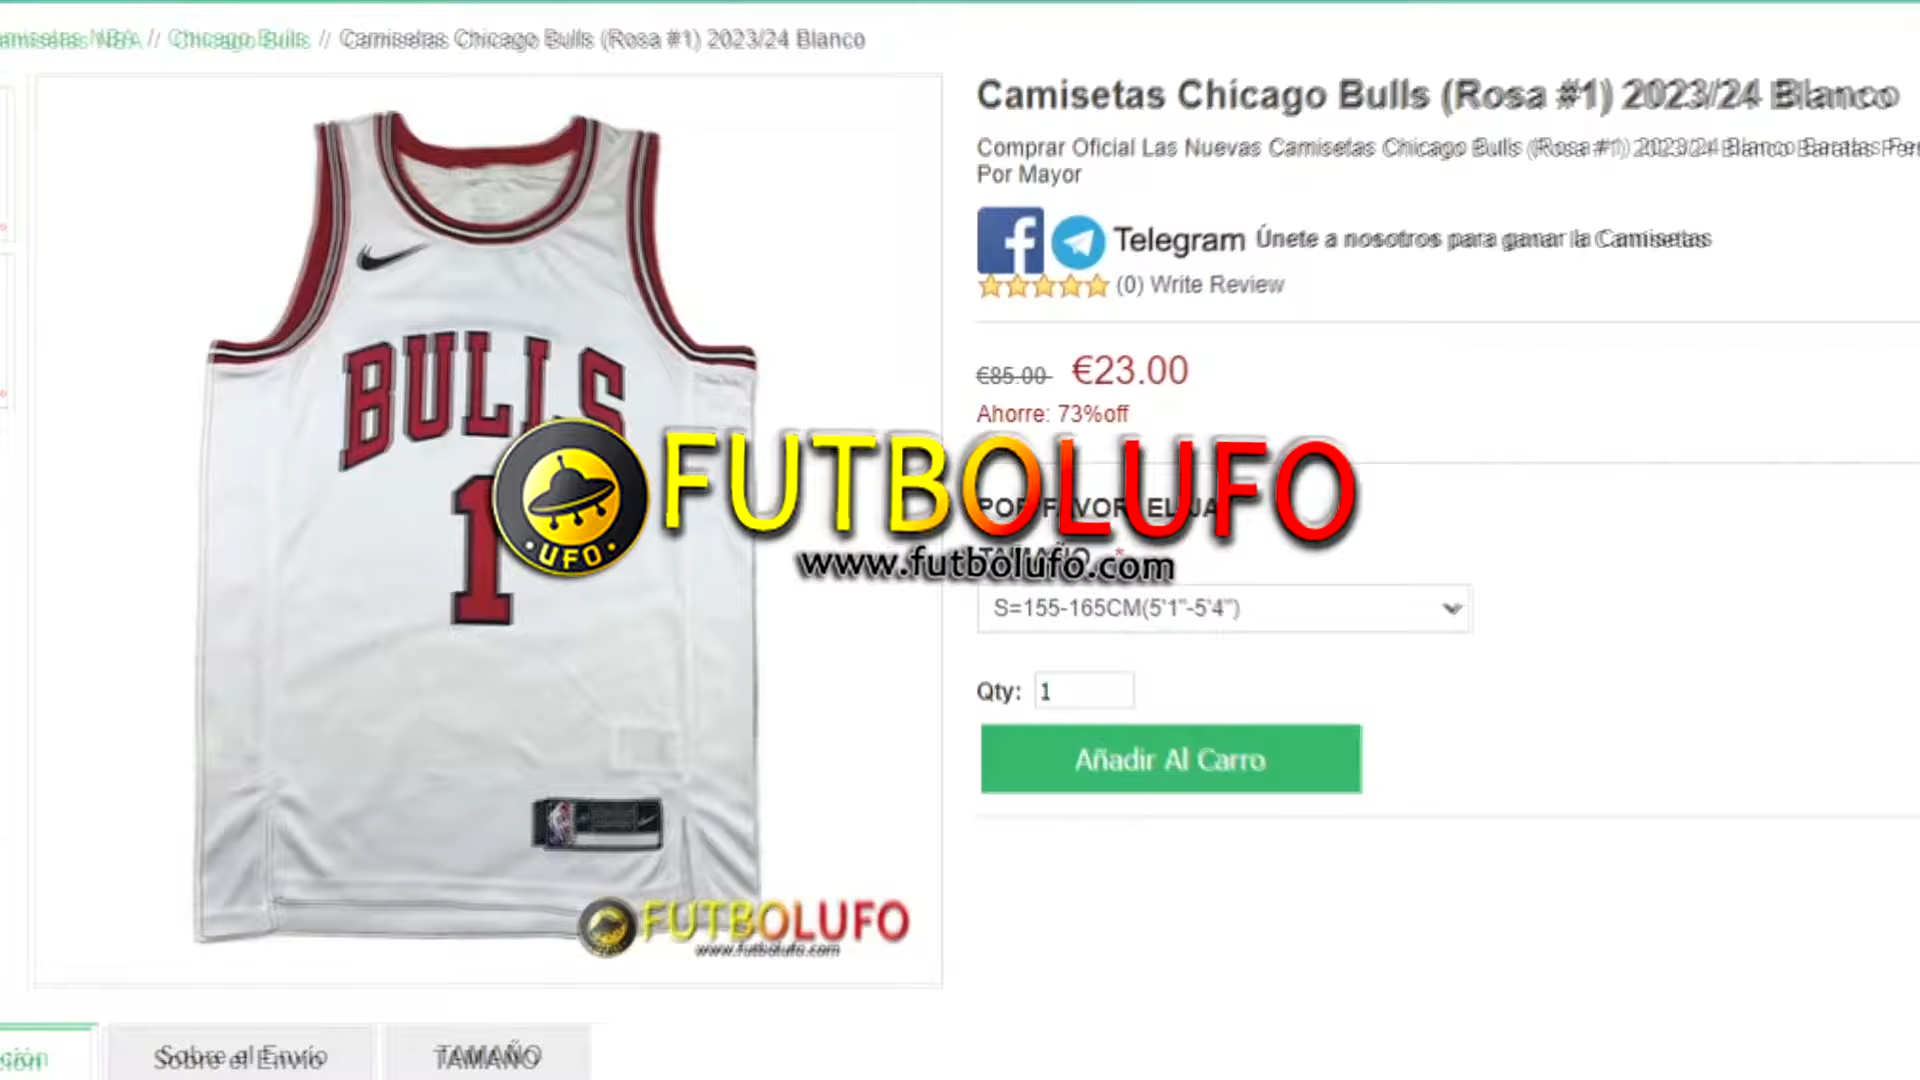 Camisetas NBA // Chicago Bulls // Camisetas Chicago Bulls (Rosa #1) 2023/24 Blanco
Camisetas Chicago Bulls (Rosa #1) 2023/24 Blanco
Comprar Oficial Las Nuevas Camisetas Chicago Bulls (Rosa #1) 2023/24 Blanco Baratas
Por Mayor
Telegram Únete a nosotros para ganar la Camisetas
(0) Write Review
€85.00 €23.00
Ahorre: 73%off
BULLS
1
UFO
FUTBOLUFO
www.futbolufo.com
POR FAVOR ELIJA
TAMAÑO *
S=155-165CM(5'1"-5'4")
Qty: 1
Añadir Al Carro
FUTBOLUFO
www.futbolufo.com
Sobre el Envío
TAMAÑO